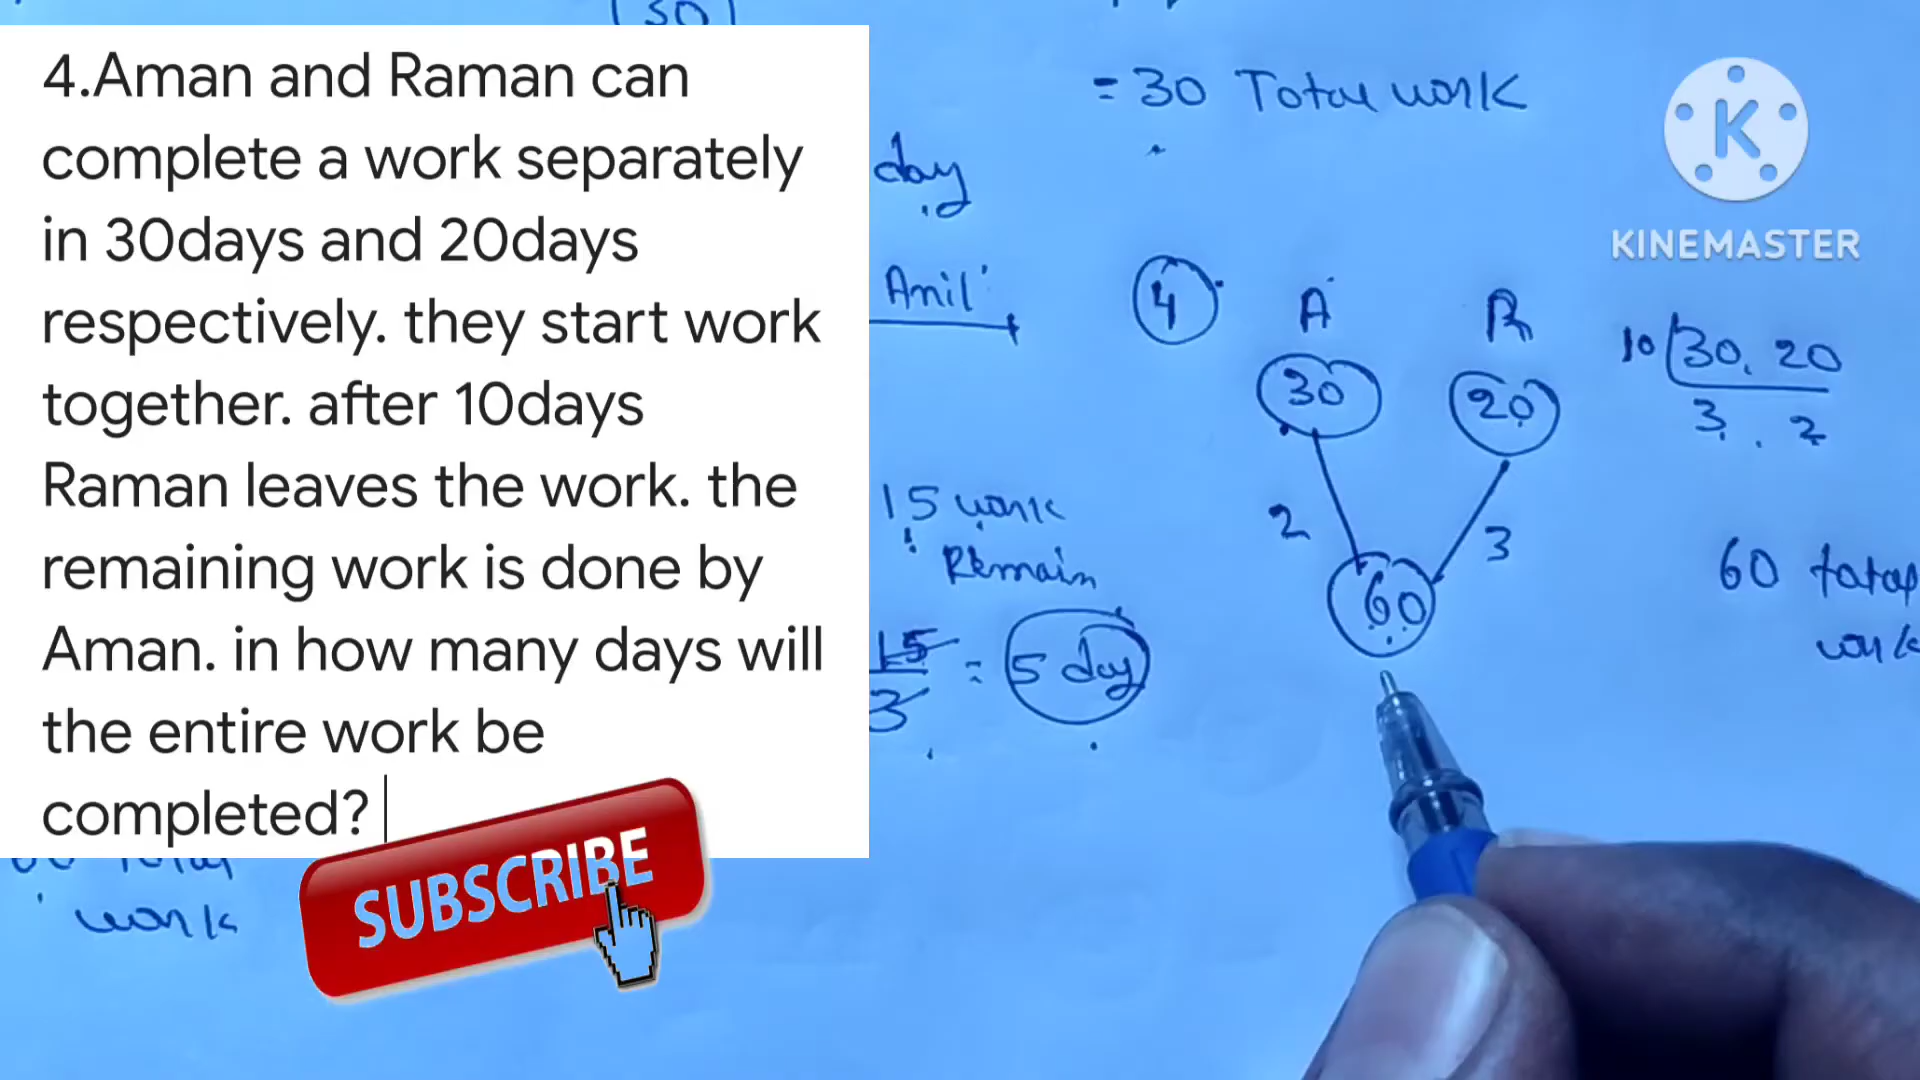 4.Aman and Raman can
complete a work separately
in 30days and 20days
respectively. they start work
together. after 10days
Raman leaves the work. the
remaining work is done by
Aman. in how many days will
the entire work be
completed?
SUBSCRIBE
work
= 30 Total work
day
Anil
15 work
Remain
15
3
= 5 day
4
A
R
30
20
2
3
60
10 30, 20
3, 2
60 total
work
K
KINEMASTER